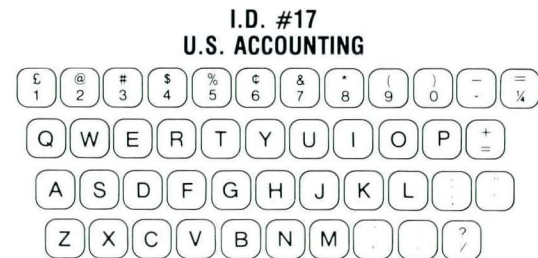 I.D. #17
U.S. ACCOUNTING
£ @ # $ % ¢ & * ( ) — =
1 2 3 4 5 6 7 8 9 0 - ¼
Q W E R T Y U I O P + =
A S D F G H J K L
Z X C V B N M ? /